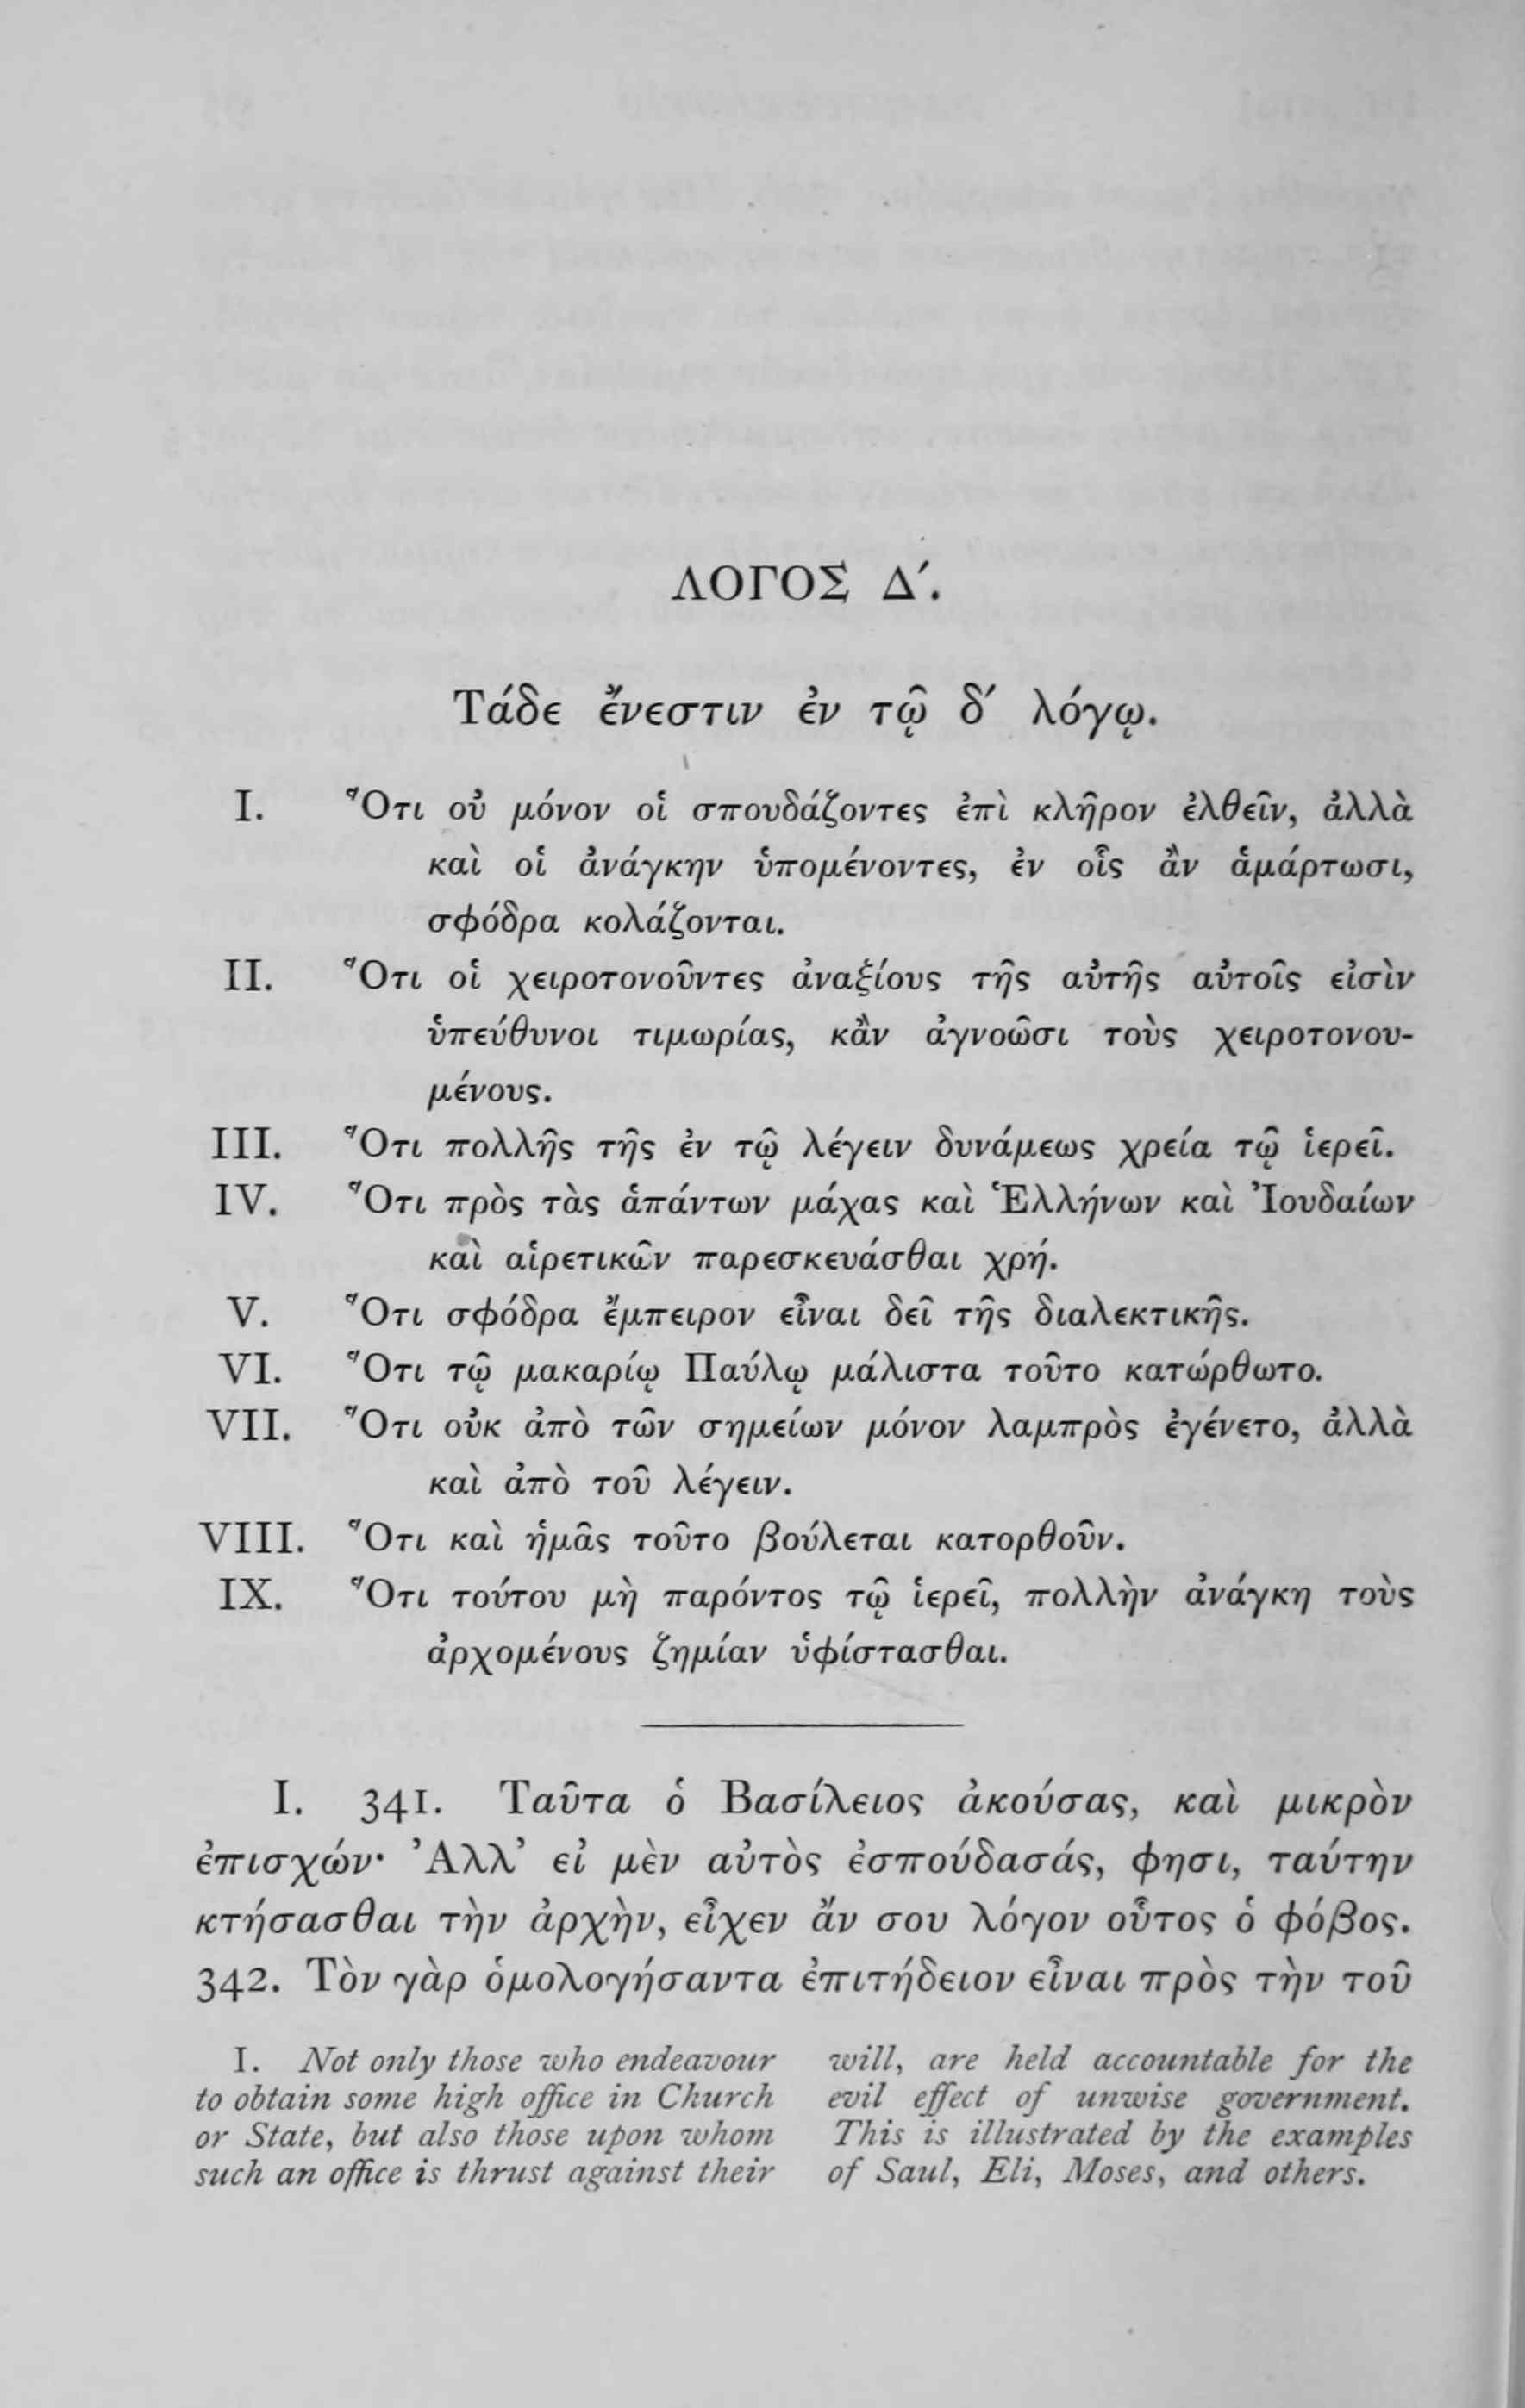 ΛΟΓΟΣ Δ′.
Τάδε ἔνεστιν ἐν τῷ δ′ λόγῳ.
I. Ὅτι οὐ μόνον οἱ σπουδάζοντες ἐπὶ κλῆρον ἐλθεῖν, ἀλλὰ
καὶ οἱ ἀνάγκην ὑπομένοντες, ἐν οἷς ἂν ἁμάρτωσι,
σφόδρα κολάζονται.
II. Ὅτι οἱ χειροτονοῦντες ἀναξίους τῆς αὐτῆς αὐτοῖς εἰσὶν
ὑπεύθυνοι τιμωρίας, κἂν ἀγνοῶσι τοὺς χειροτονου-
μένους.
III. Ὅτι πολλῆς τῆς ἐν τῷ λέγειν δυνάμεως χρεία τῷ ἱερεῖ.
IV. Ὅτι πρὸς τὰς ἁπάντων μάχας καὶ Ἑλλήνων καὶ Ἰουδαίων
καὶ αἱρετικῶν παρεσκευάσθαι χρή.
V. Ὅτι σφόδρα ἔμπειρον εἶναι δεῖ τῆς διαλεκτικῆς.
VI. Ὅτι τῷ μακαρίῳ Παύλῳ μάλιστα τοῦτο κατώρθωτο.
VII. Ὅτι οὐκ ἀπὸ τῶν σημείων μόνον λαμπρὸς ἐγένετο, ἀλλὰ
καὶ ἀπὸ τοῦ λέγειν.
VIII. Ὅτι καὶ ἡμᾶς τοῦτο βούλεται κατορθοῦν.
IX. Ὅτι τούτου μὴ παρόντος τῷ ἱερεῖ, πολλὴν ἀνάγκη τοὺς
ἀρχομένους ζημίαν ὑφίστασθαι.
I. 341. Ταῦτα ὁ Βασίλειος ἀκούσας, καὶ μικρὸν
ἐπισχών· Ἀλλ’ εἰ μὲν αὐτὸς ἐσπούδασάς, φησι, ταύτην
κτήσασθαι τὴν ἀρχὴν, εἶχεν ἄν σου λόγον οὗτος ὁ φόβος.
342. Τὸν γὰρ ὁμολογήσαντα ἐπιτήδειον εἶναι πρὸς τὴν τοῦ
I. Not only those who endeavour
to obtain some high office in Church
or State, but also those upon whom
such an office is thrust against their
will, are held accountable for the
evil effect of unwise government.
This is illustrated by the examples
of Saul, Eli, Moses, and others.